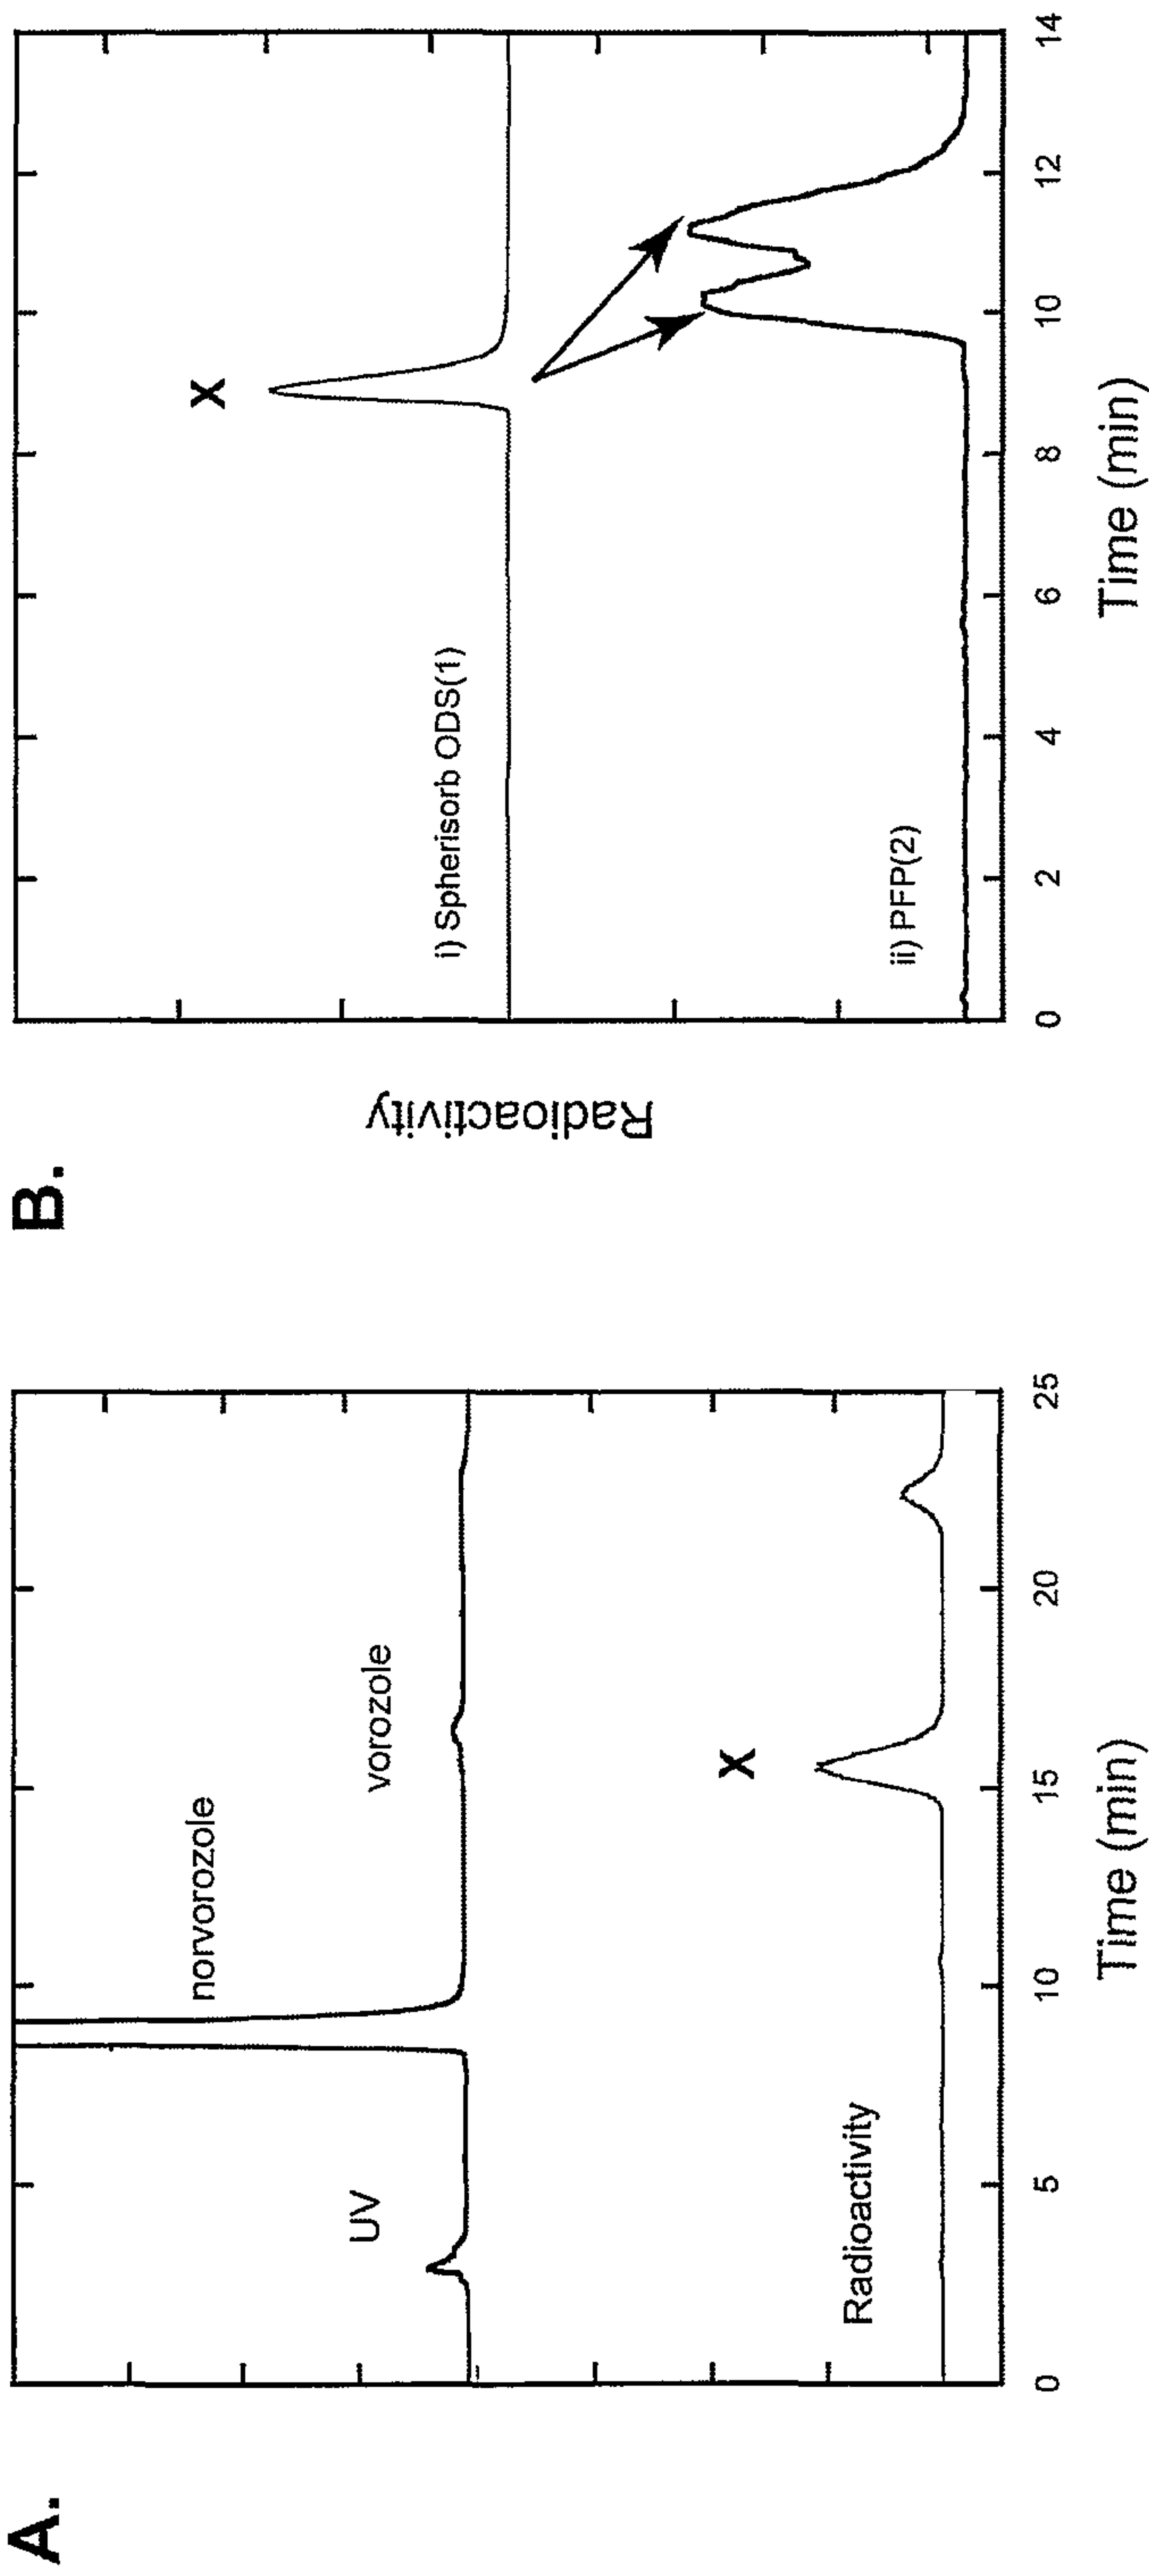 A.
UV
norvorozole
vorozole
Radioactivity
X
0 5 10 15 20 25
Time (min)
B.
Radioactivity
X
i) Spherisorb ODS(1)
ii) PFP(2)
0 2 4 6 8 10 12 14
Time (min)